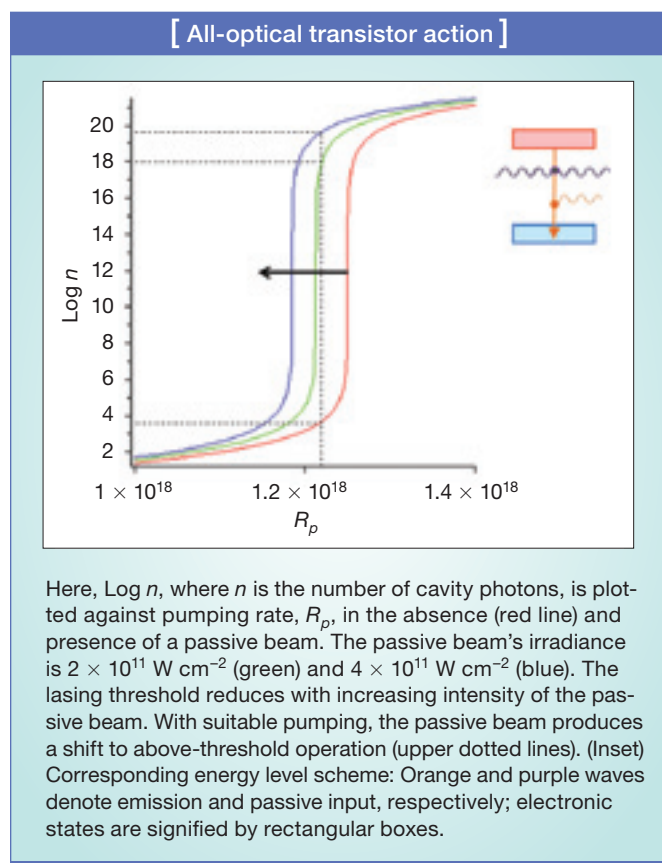 [ All-optical transistor action ]
20
18
16
14
12
10
8
6
4
2
Log n
1 × 10¹⁸
1.2 × 10¹⁸
1.4 × 10¹⁸
Rₚ
Here, Log n, where n is the number of cavity photons, is plot-
ted against pumping rate, Rₚ, in the absence (red line) and
presence of a passive beam. The passive beam’s irradiance
is 2 × 10¹¹ W cm⁻² (green) and 4 × 10¹¹ W cm⁻² (blue). The
lasing threshold reduces with increasing intensity of the pas-
sive beam. With suitable pumping, the passive beam produces
a shift to above-threshold operation (upper dotted lines). (Inset)
Corresponding energy level scheme: Orange and purple waves
denote emission and passive input, respectively; electronic
states are signified by rectangular boxes.